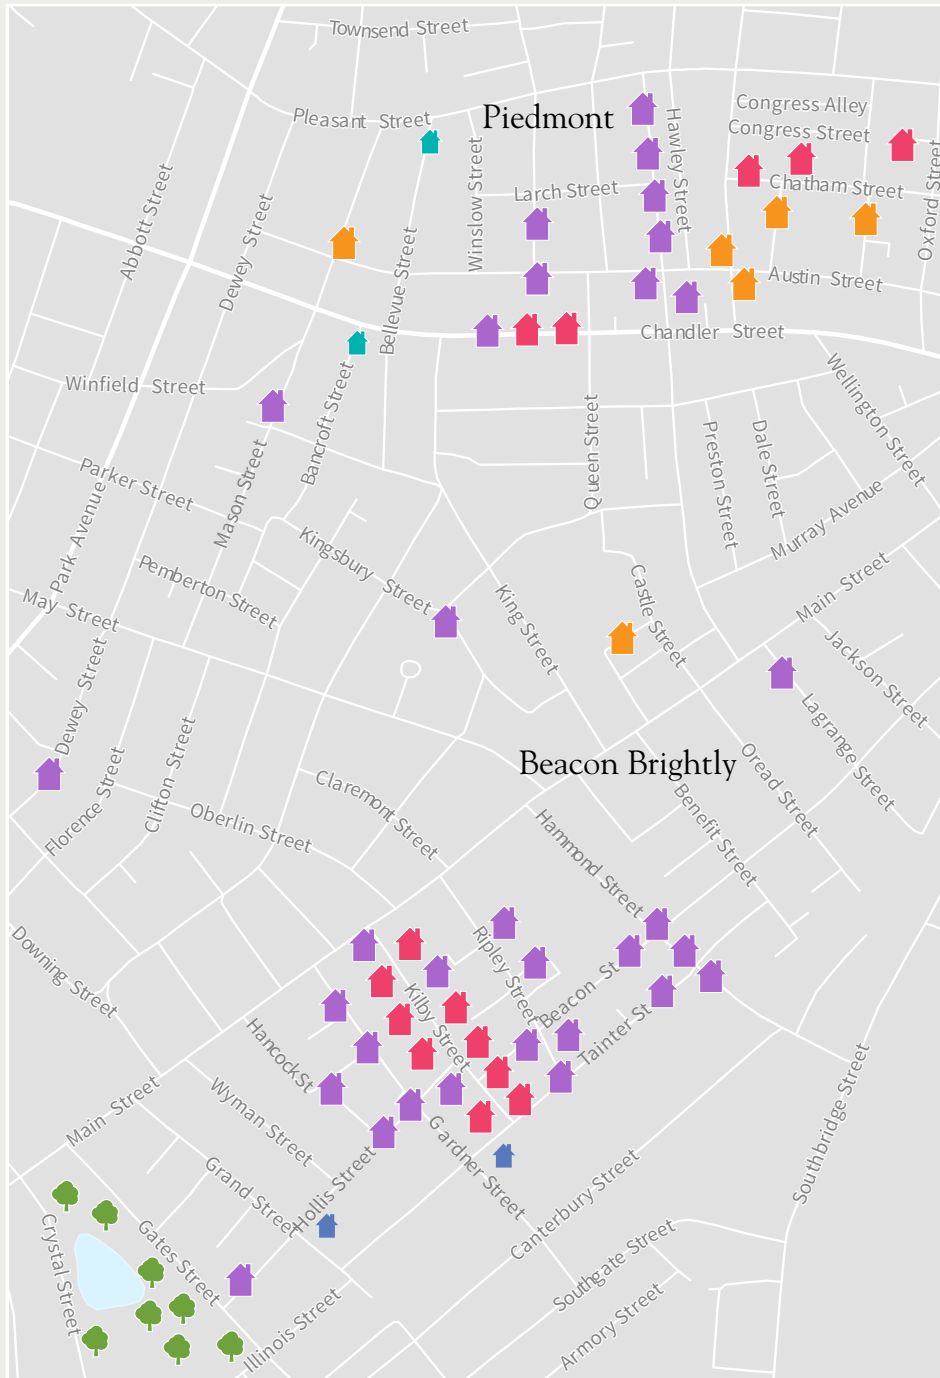 Townsend Street
Congress Alley
Piedmont
Pleasant Street
Congress Street
Hawley Street
Chatham Street
Larch Street
Winslow Street
Oxford Street
Abbott Street
Dewey Street
Bellevue Street
Austin Street
Chandler Street
Winfield Street
Wellington Street
Bancroft Street
Queen Street
Preston Street
Dale Street
Parker Street
Mason Street
Park Avenue
Murray Avenue
Kingsbury Street
Main Street
Pemberton Street
May Street
King Street
Castle Street
Jackson Street
Dewey Street
Lagrange Street
Beacon Brightly
Oread Street
Clifton Street
Florence Street
Claremont Street
Oberlin Street
Benefit Street
Hammond Street
Downing Street
Ripley Street
Beacon St
Kilby Street
Tainter St
Hancock St
Main Street
Wyman Street
Southbridge Street
Gardner Street
Grand Street
Hollis Street
Canterbury Street
Crystal Street
Gates Street
Southgate Street
Illinois Street
Armory Street